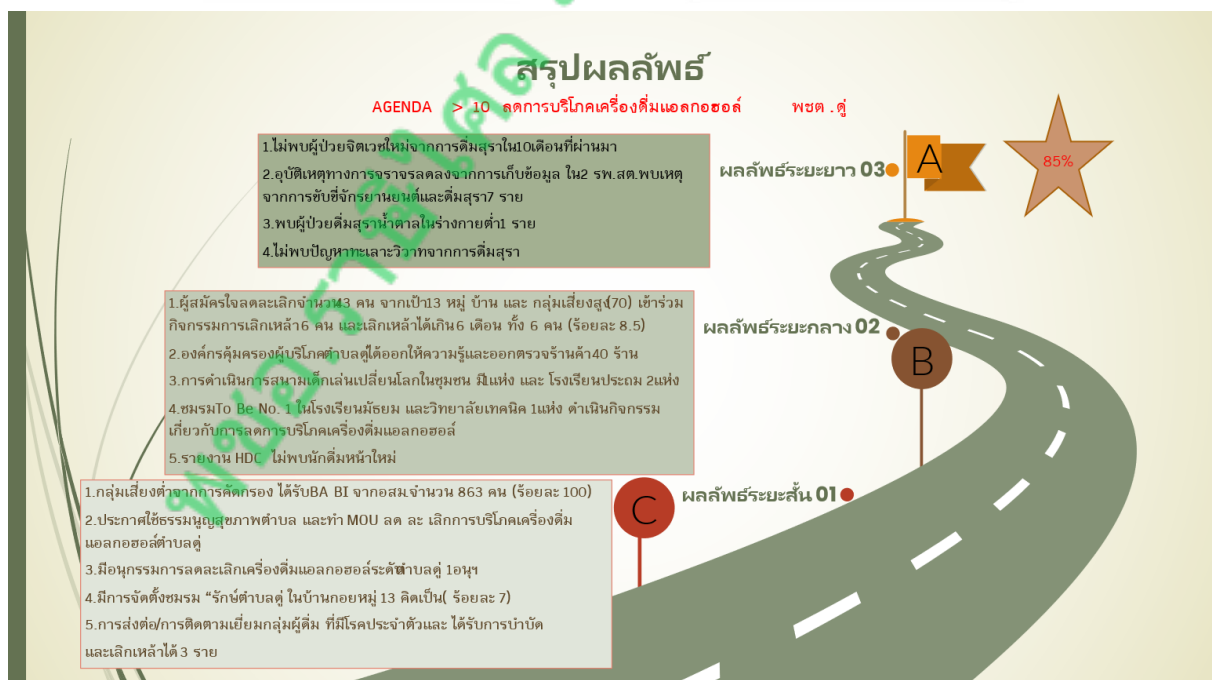 สรุปผลลัพธ์
AGENDA > 10 ลดการบริโภคเครื่องดื่มแอลกอฮอล์ พชต .ดู่
1.ไม่พบผู้ป่วยจิตเวชใหม่จากการดื่มสุราใน10เดือนที่ผ่านมา
2.อุบัติเหตุทางการจราจรลดลงจากการเก็บข้อมูล ใน2 รพ.สต.พบเหตุ
จากการขับขี่จักรยานยนต์และดื่มสุรา7 ราย
3.พบผู้ป่วยดื่มสุราน้ำตาลในร่างกายต่ำ1 ราย
4.ไม่พบปัญหาทะเลาะวิวาทจากการดื่มสุรา
ผลลัพธ์ระยะยาว 03
A
85%
1.ผู้สมัครใจลดละเลิกจำนวน43 คน จากเป้า13 หมู่ บ้าน และ กลุ่มเสี่ยงสูง(70) เข้าร่วม
กิจกรรมการเลิกเหล้า6 คน และเลิกเหล้าได้เกิน6 เดือน ทั้ง 6 คน (ร้อยละ 8.5)
2.องค์กรคุ้มครองผู้บริโภคตำบลดู่ได้ออกให้ความรู้และออกตรวจร้านค้า40 ร้าน
3.การดำเนินการสนามเด็กเล่นเปลี่ยนโลกในชุมชน มี1แห่ง และ โรงเรียนประถม 2แห่ง
4.ชมรมTo Be No. 1 ในโรงเรียนมัธยม และวิทยาลัยเทคนิค 1แห่ง ดำเนินกิจกรรม
เกี่ยวกับการลดการบริโภคเครื่องดื่มแอลกอฮอล์
5.รายงาน HDC ไม่พบนักดื่มหน้าใหม่
ผลลัพธ์ระยะกลาง 02
B
1.กลุ่มเสี่ยงต่ำจากการคัดกรอง ได้รับBA BI จากอสม.จำนวน 863 คน (ร้อยละ 100)
2.ประกาศใช้ธรรมนูญสุขภาพตำบล และทำ MOU ลด ละ เลิกการบริโภคเครื่องดื่ม
แอลกอฮอล์ตำบลดู่
3.มีอนุกรรมการลดละเลิกเครื่องดื่มแอลกอฮอล์ระดับตำบลดู่ 1อนุฯ
4.มีการจัดตั้งชมรม “รักษ์ตำบลดู่ ในบ้านกอยหมู่ 13 คิดเป็น( ร้อยละ 7)
5.การส่งต่อ/การติดตามเยี่ยมกลุ่มผู้ดื่ม ที่มีโรคประจำตัวและ ได้รับการบำบัด
และเลิกเหล้าได้ 3 ราย
ผลลัพธ์ระยะสั้น 01
C
พชอ.ราษีไศล